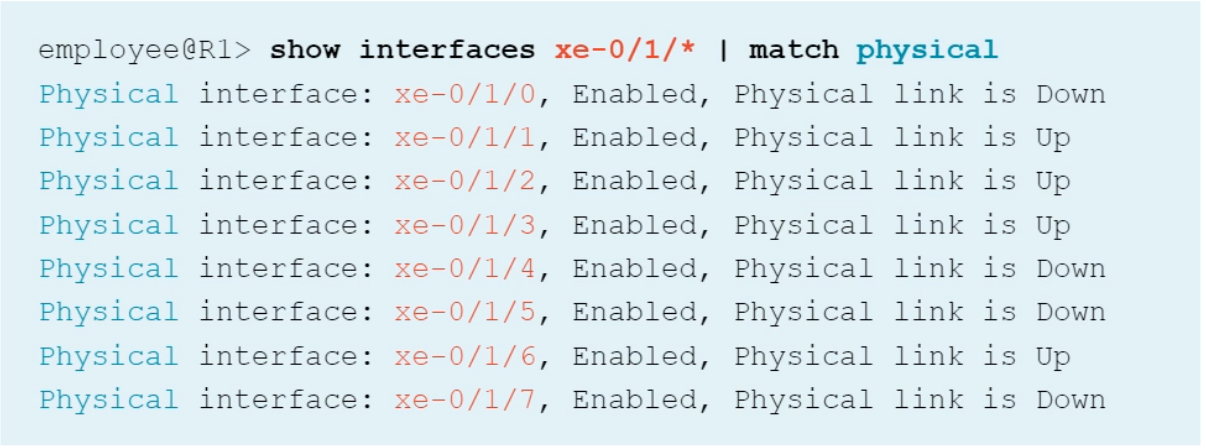 employee@R1> show interfaces xe-0/1/* | match physical
Physical interface: xe-0/1/0, Enabled, Physical link is Down
Physical interface: xe-0/1/1, Enabled, Physical link is Up
Physical interface: xe-0/1/2, Enabled, Physical link is Up
Physical interface: xe-0/1/3, Enabled, Physical link is Up
Physical interface: xe-0/1/4, Enabled, Physical link is Down
Physical interface: xe-0/1/5, Enabled, Physical link is Down
Physical interface: xe-0/1/6, Enabled, Physical link is Up
Physical interface: xe-0/1/7, Enabled, Physical link is Down